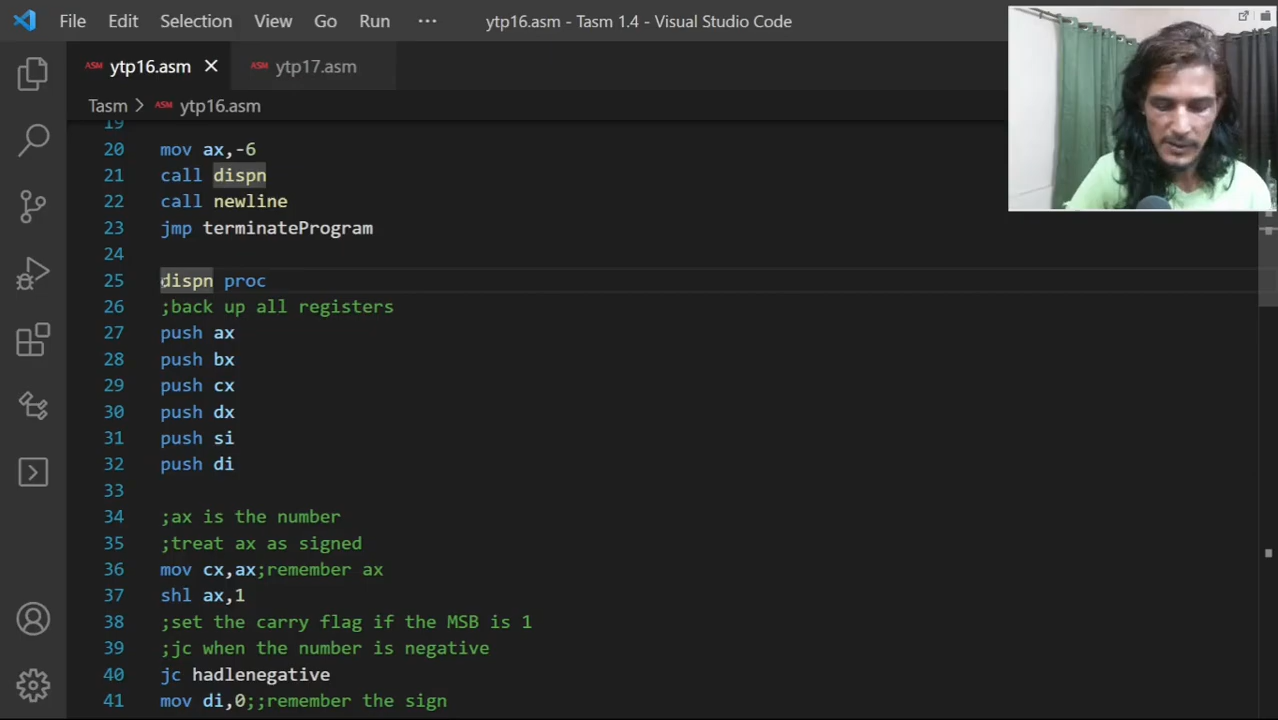 File Edit Selection View Go Run ··· ytp16.asm - Tasm 1.4 - Visual Studio Code
ASM ytp16.asm ASM ytp17.asm
Tasm > ASM ytp16.asm
19
20 mov ax,-6
21 call dispn
22 call newline
23 jmp terminateProgram
24
25 dispn proc
26 ;back up all registers
27 push ax
28 push bx
29 push cx
30 push dx
31 push si
32 push di
33
34 ;ax is the number
35 ;treat ax as signed
36 mov cx,ax;remember ax
37 shl ax,1
38 ;set the carry flag if the MSB is 1
39 ;jc when the number is negative
40 jc hadlenegative
41 mov di,0;;remember the sign